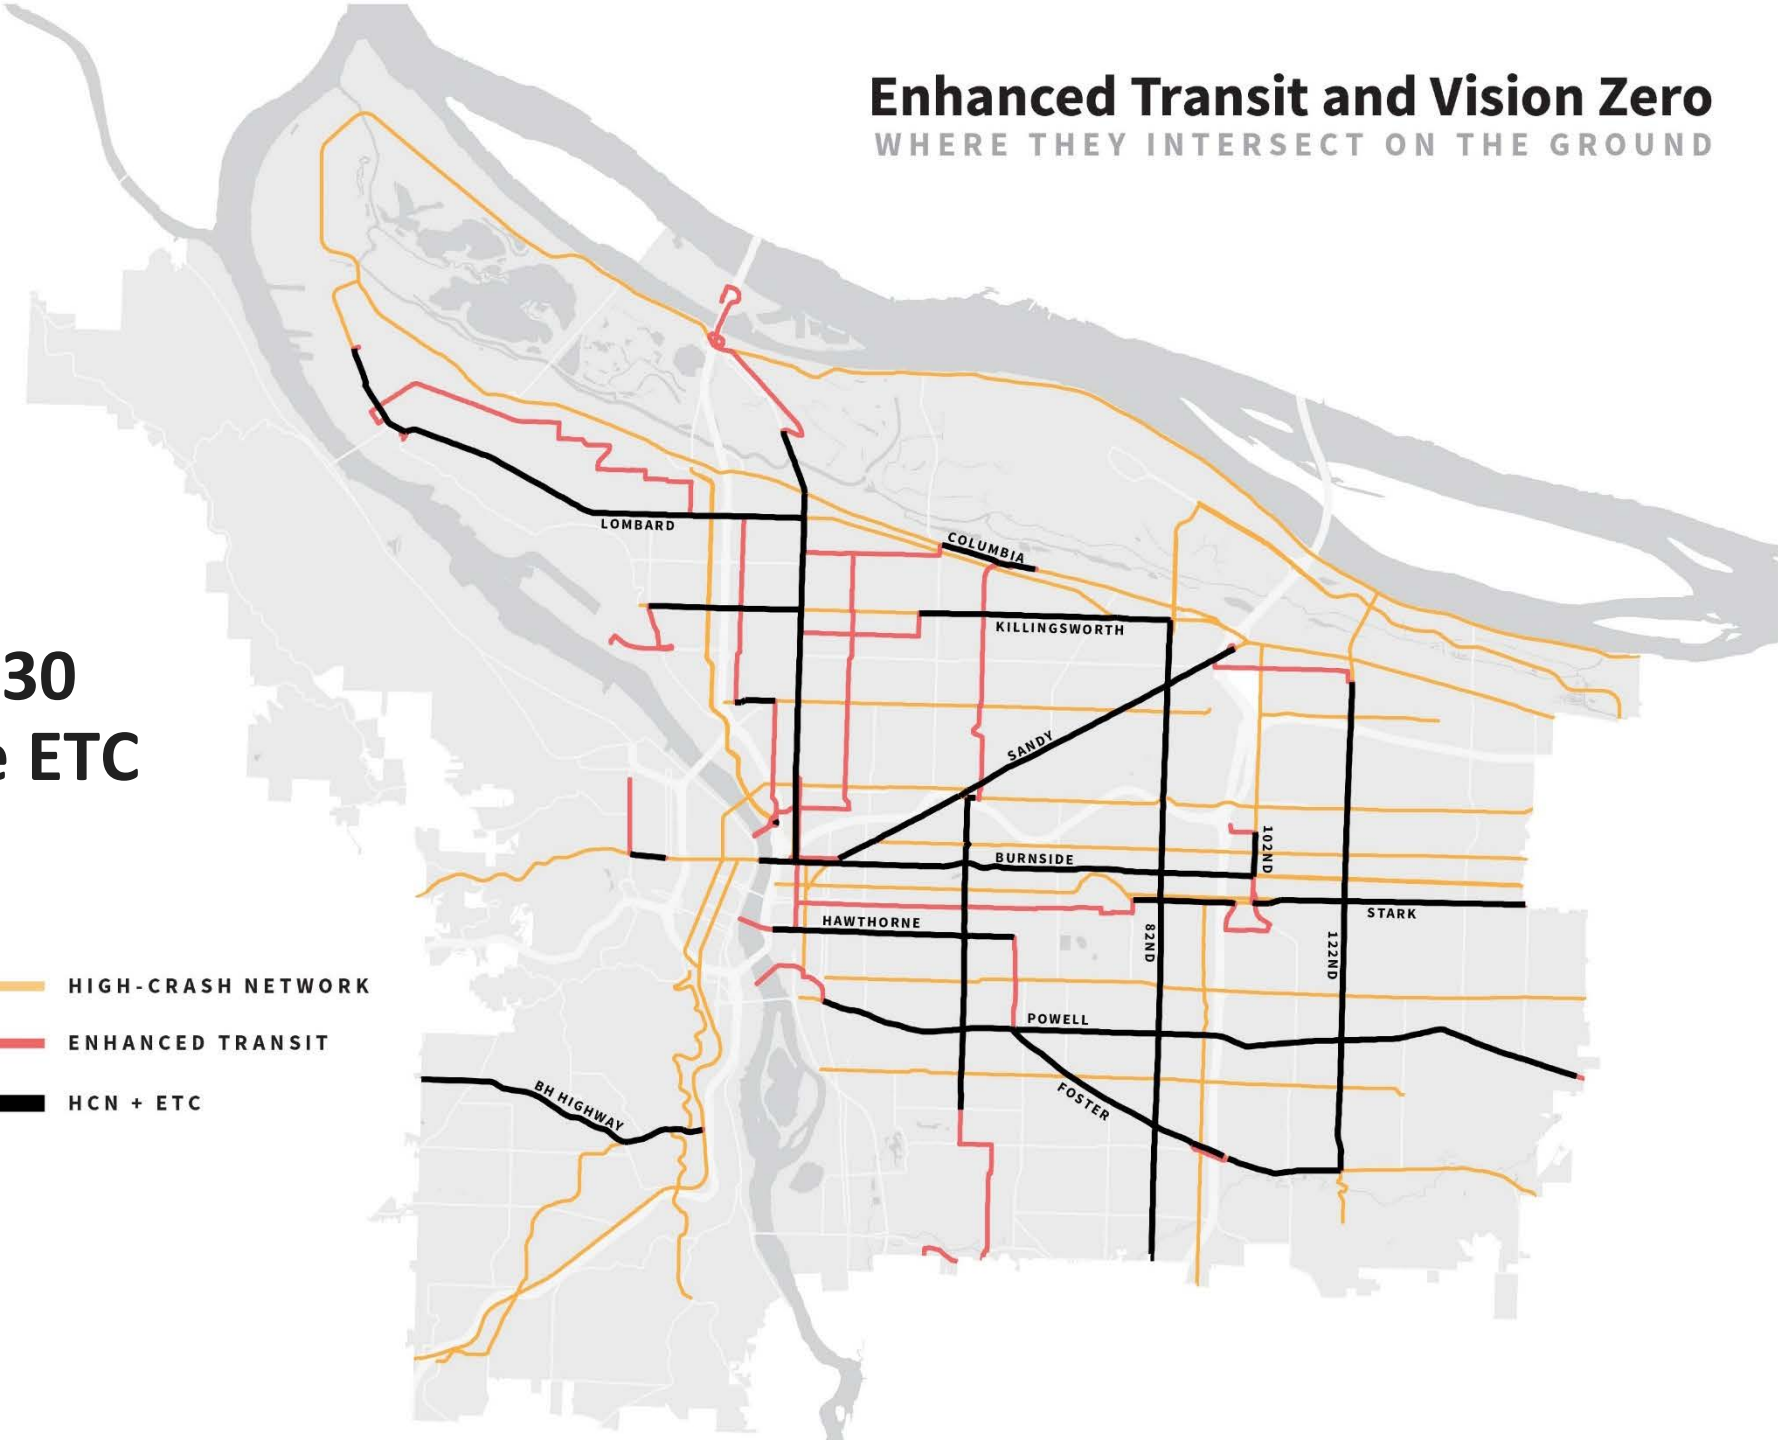 Enhanced Transit and Vision Zero
WHERE THEY INTERSECT ON THE GROUND
LOMBARD
COLUMBIA
KILLINGSWORTH
30
e ETC
SANDY
102ND
BURNSIDE
STARK
HAWTHORNE
82ND
122ND
HIGH-CRASH NETWORK
POWELL
ENHANCED TRANSIT
FOSTER
HCN + ETC
BH HIGHWAY